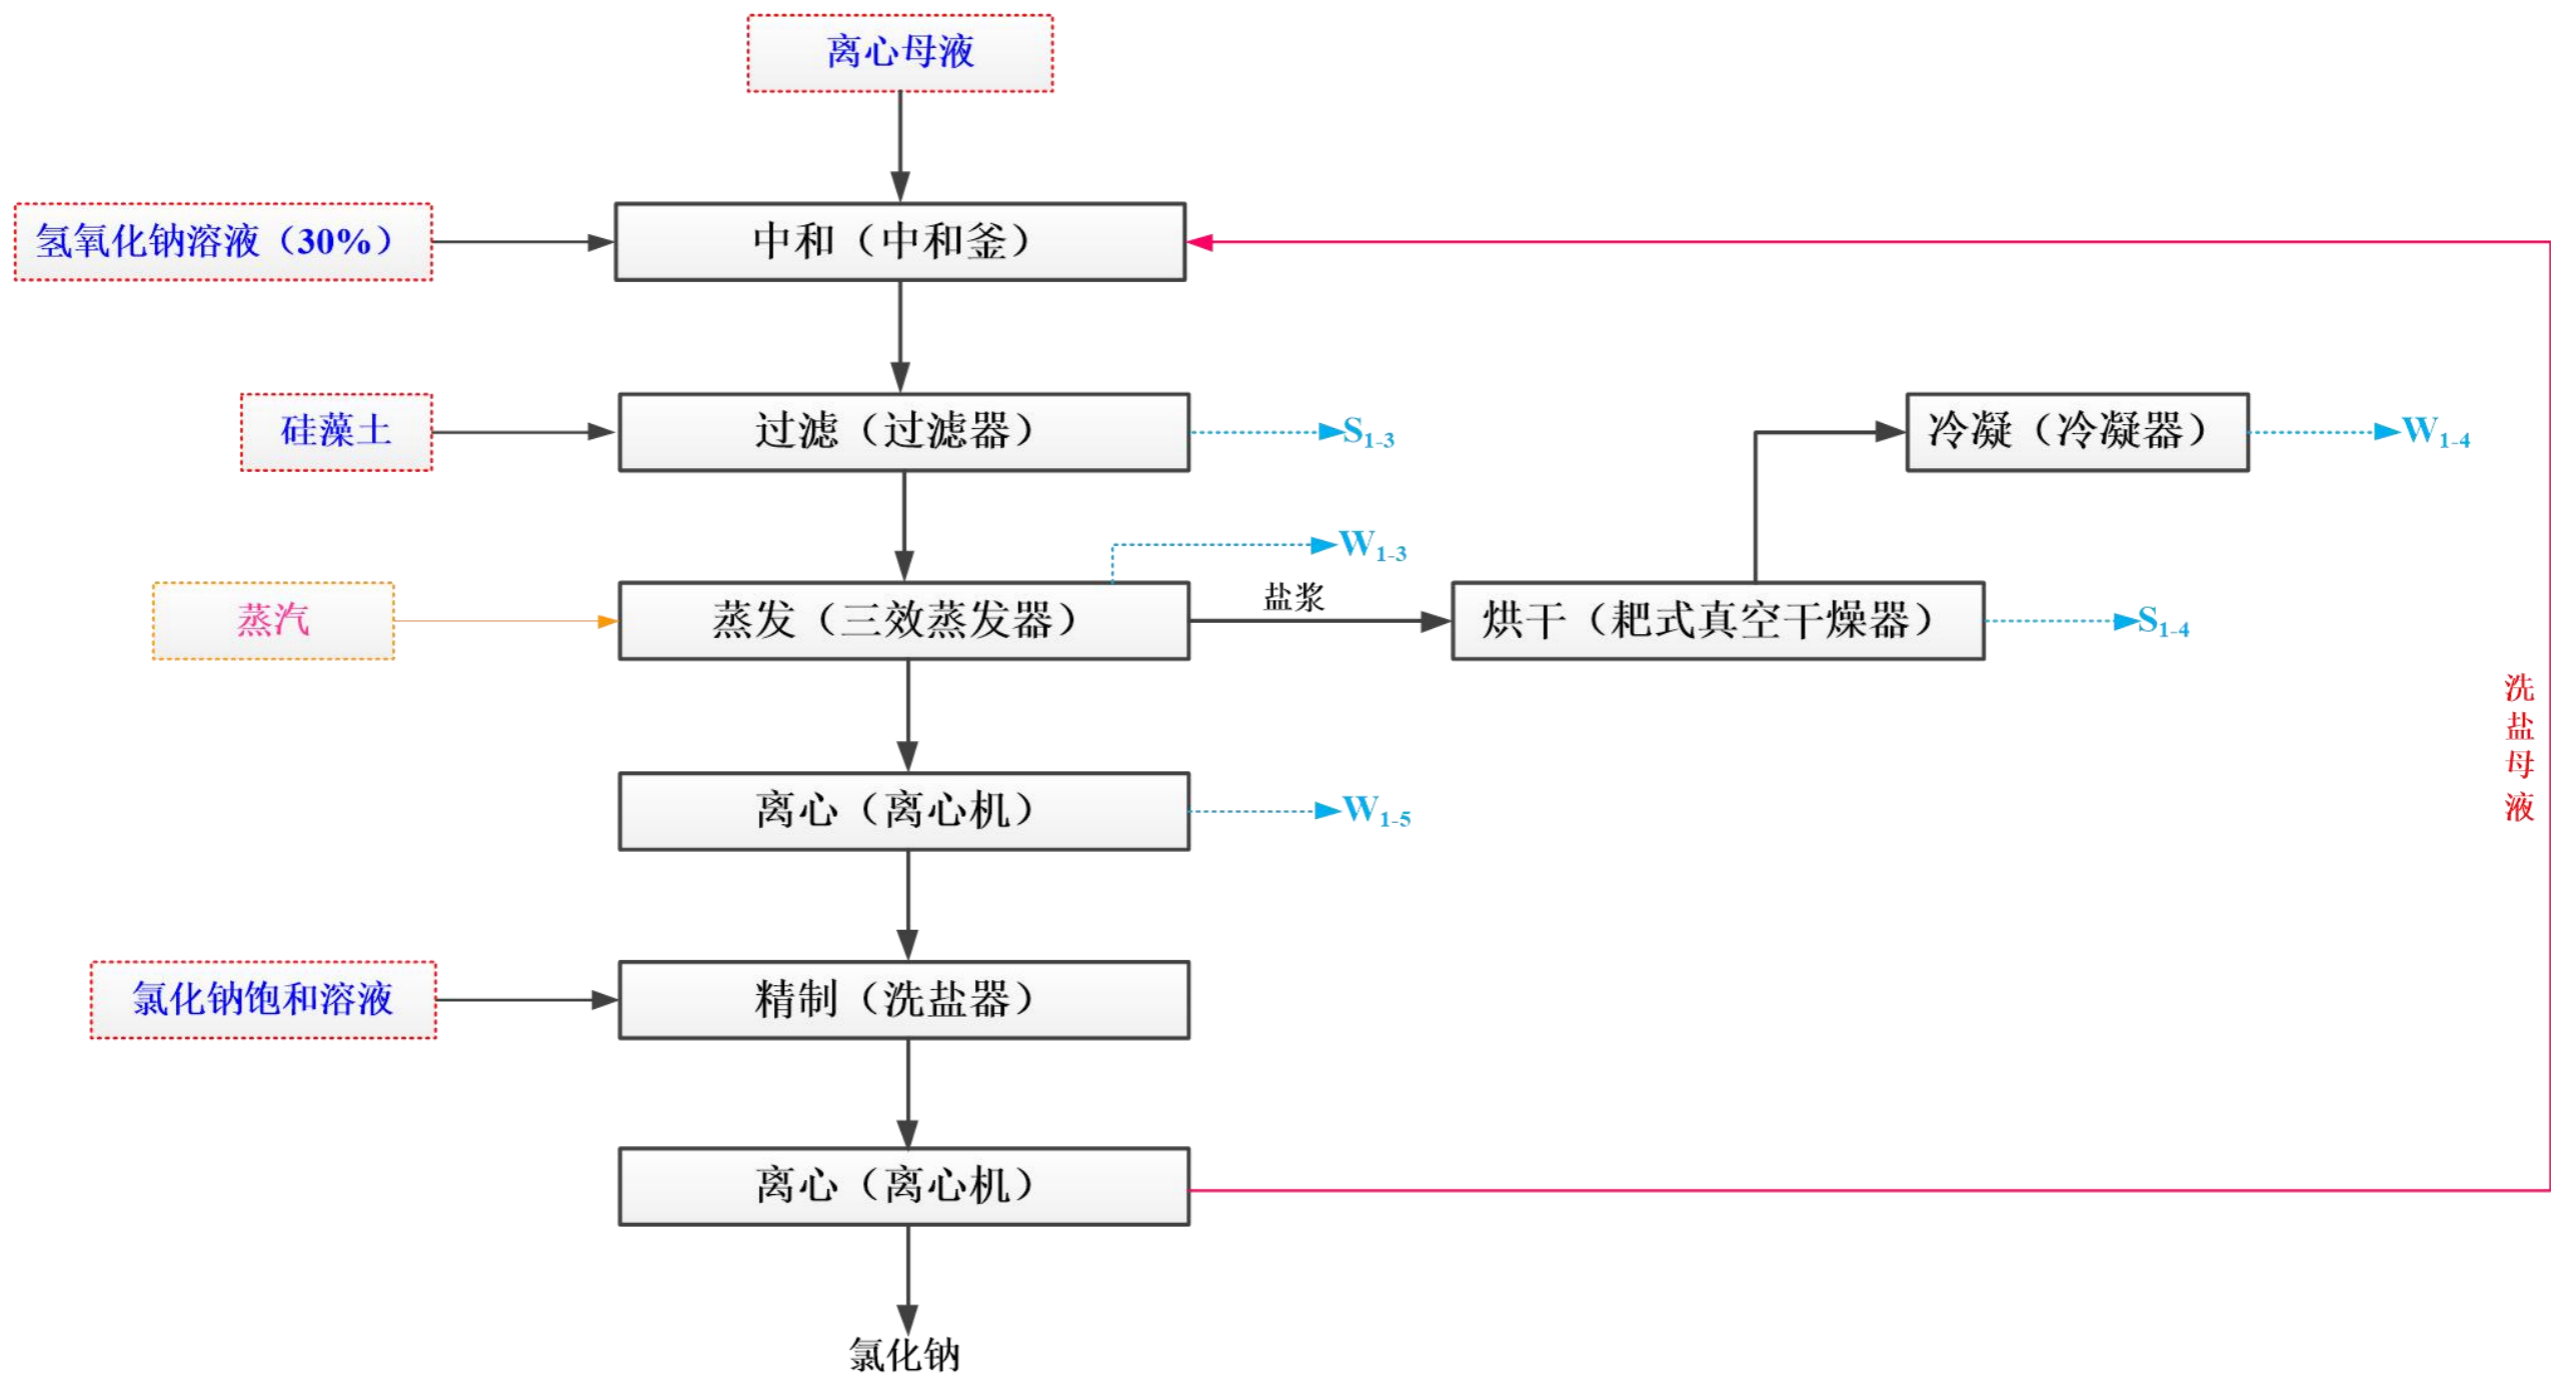 离心母液
氢氧化钠溶液（30%）
中和（中和釜）
硅藻土
过滤（过滤器）
S1-3
冷凝（冷凝器）
W1-4
W1-3
蒸汽
蒸发（三效蒸发器）
盐浆
烘干（耙式真空干燥器）
S1-4
洗盐母液
离心（离心机）
W1-5
氯化钠饱和溶液
精制（洗盐器）
离心（离心机）
氯化钠